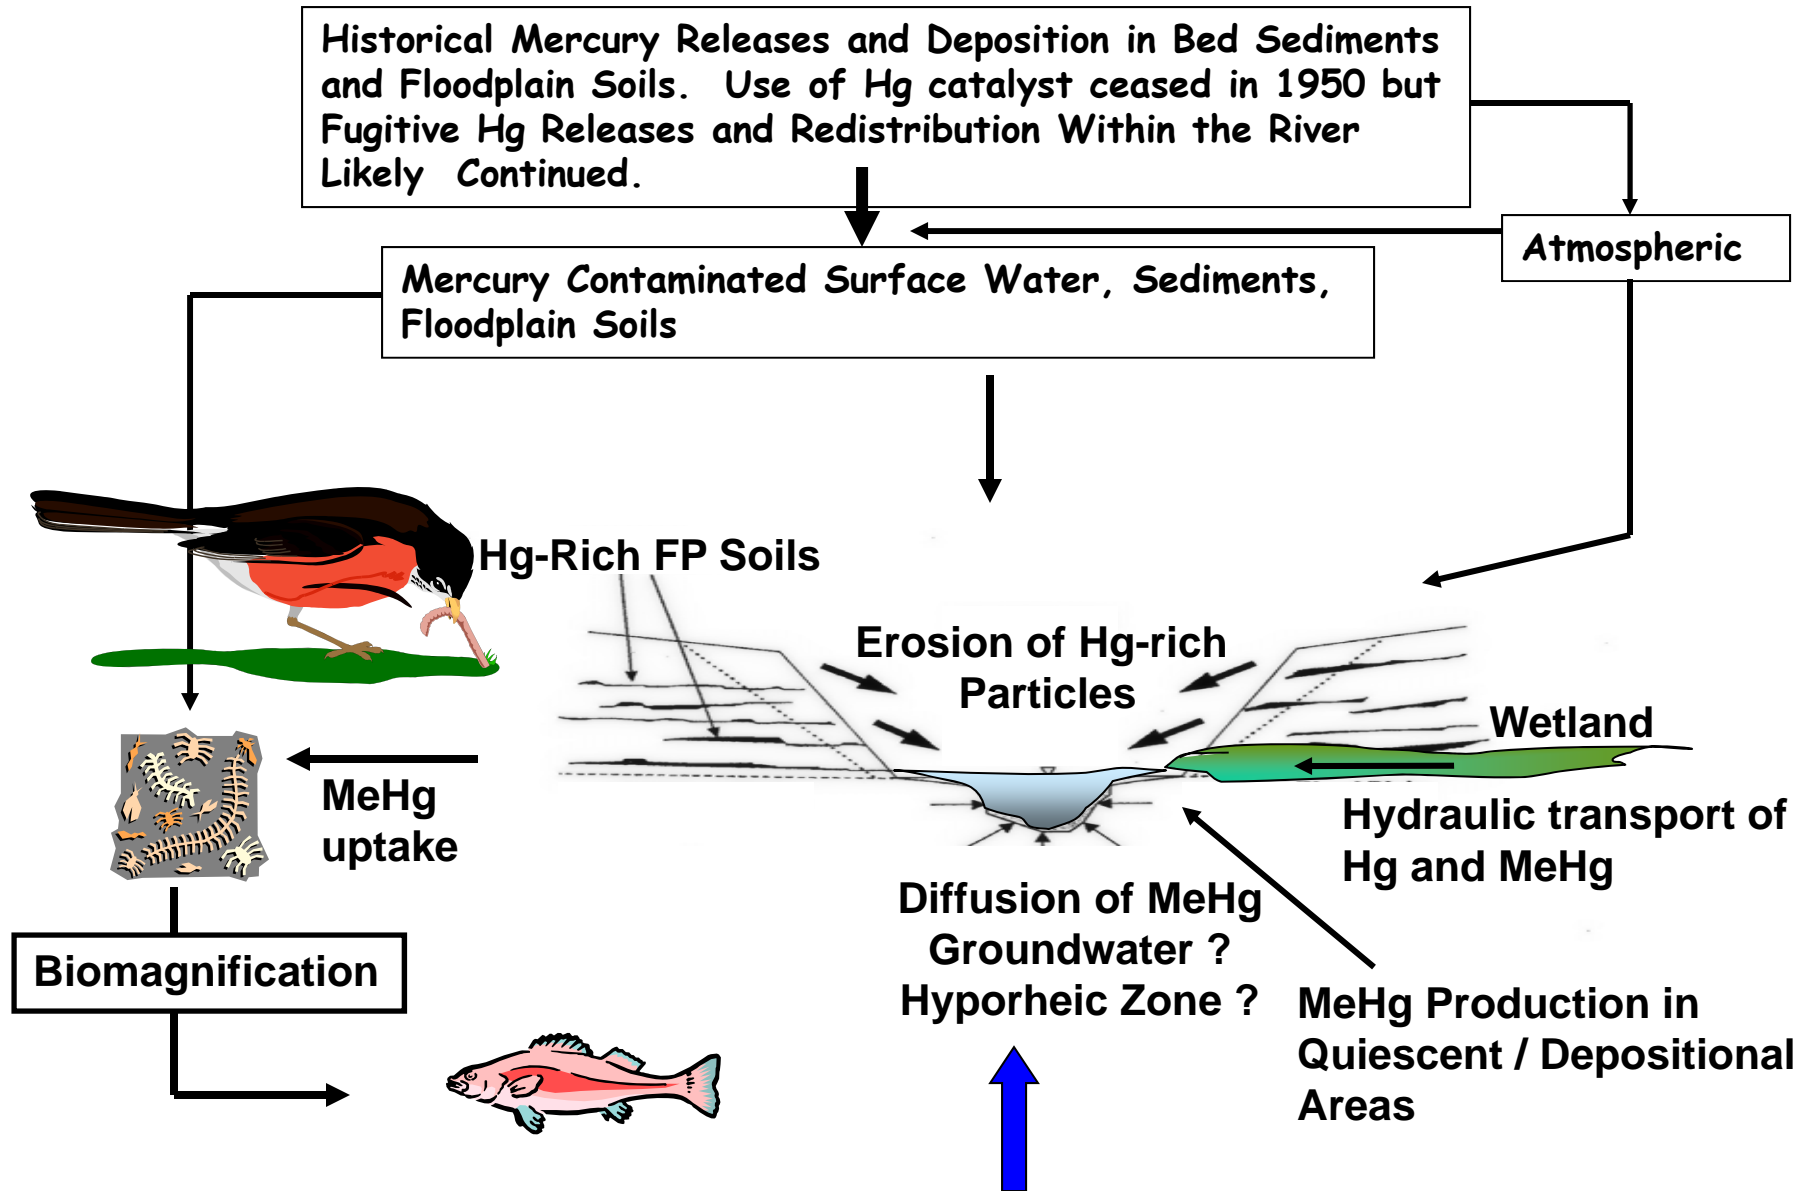 Historical Mercury Releases and Deposition in Bed Sediments
and Floodplain Soils.  Use of Hg catalyst ceased in 1950 but
Fugitive Hg Releases and Redistribution Within the River
Likely  Continued.
Atmospheric
Mercury Contaminated Surface Water, Sediments,
Floodplain Soils
Hg-Rich FP Soils
Erosion of Hg-rich
Particles
Wetland
MeHg
uptake
Hydraulic transport of
Hg and MeHg
Diffusion of MeHg
Groundwater ?
Hyporheic Zone ?
Biomagnification
MeHg Production in
Quiescent / Depositional
Areas